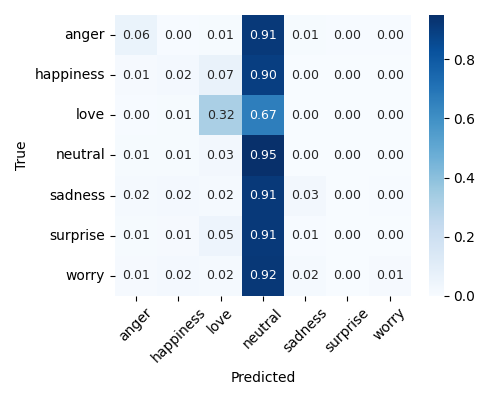 anger 0.06 0.00 0.01 0.91 0.01 0.00 0.00
happiness 0.01 0.02 0.07 0.90 0.00 0.00 0.00
love 0.00 0.01 0.32 0.67 0.00 0.00 0.00
neutral 0.01 0.01 0.03 0.95 0.00 0.00 0.00
sadness 0.02 0.02 0.02 0.91 0.03 0.00 0.00
surprise 0.01 0.01 0.05 0.91 0.01 0.00 0.00
worry 0.01 0.02 0.02 0.92 0.02 0.00 0.01
anger happiness love neutral sadness surprise worry
Predicted
True
0.8
0.6
0.4
0.2
0.0